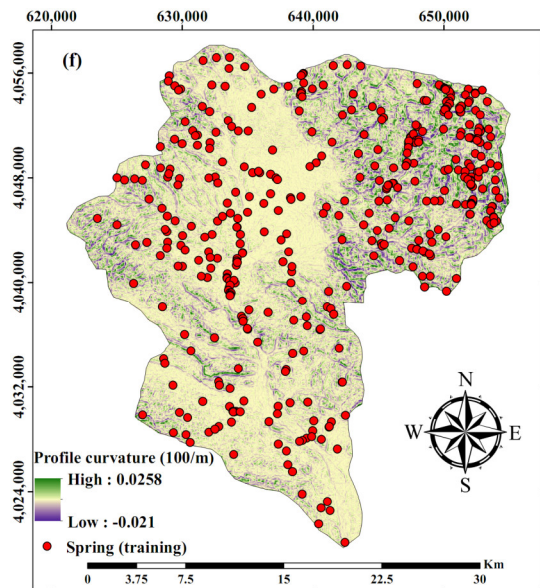 620,000 630,000 640,000 650,000
(f)
4,056,000
4,048,000
4,040,000
4,032,000
4,024,000
N
W E
S
Profile curvature (100/m)
High : 0.0258
Low : -0.021
Spring (training)
Km
0 3.75 7.5 15 22.5 30